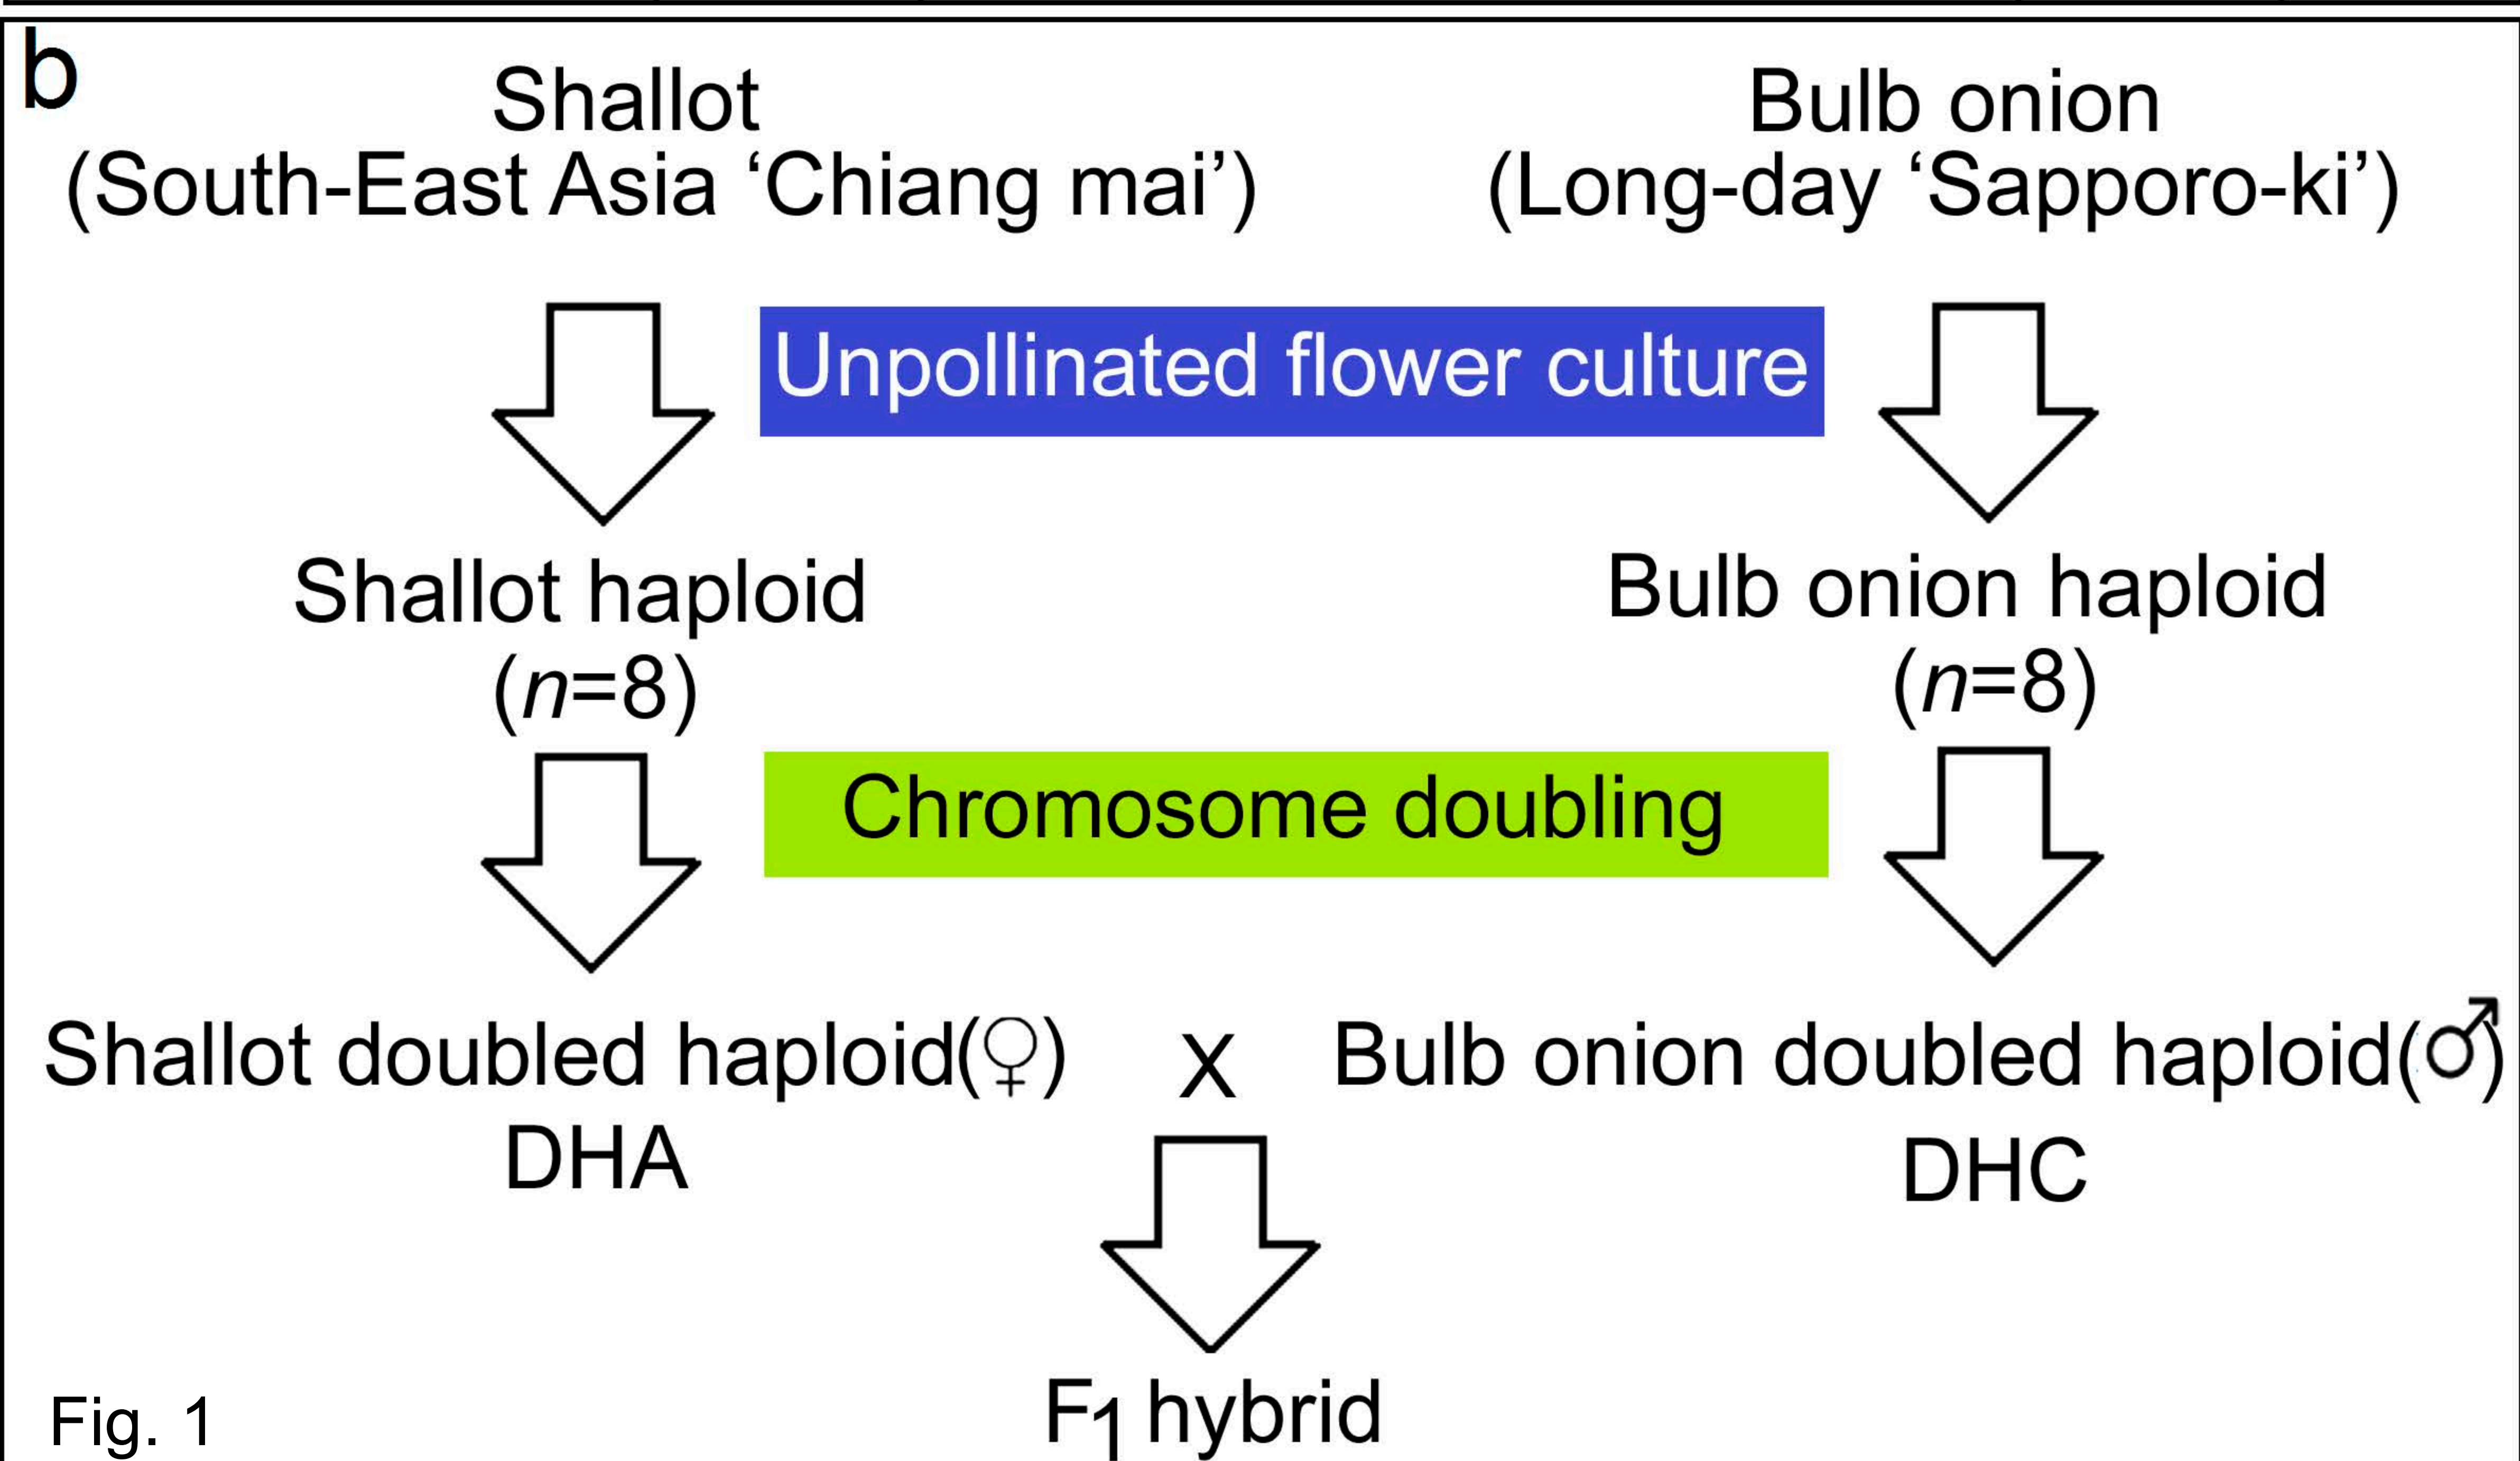 b
Shallot
(South-East Asia ‘Chiang mai’)
Bulb onion
(Long-day ‘Sapporo-ki’)
Unpollinated flower culture
Shallot haploid
(n=8)
Bulb onion haploid
(n=8)
Chromosome doubling
Shallot doubled haploid(♀)
DHA
X
Bulb onion doubled haploid(♂)
DHC
F1 hybrid
Fig. 1